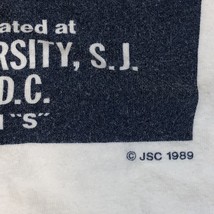 ated at
RSITY, S.J.
D.C.
"S"
© JSC 1989